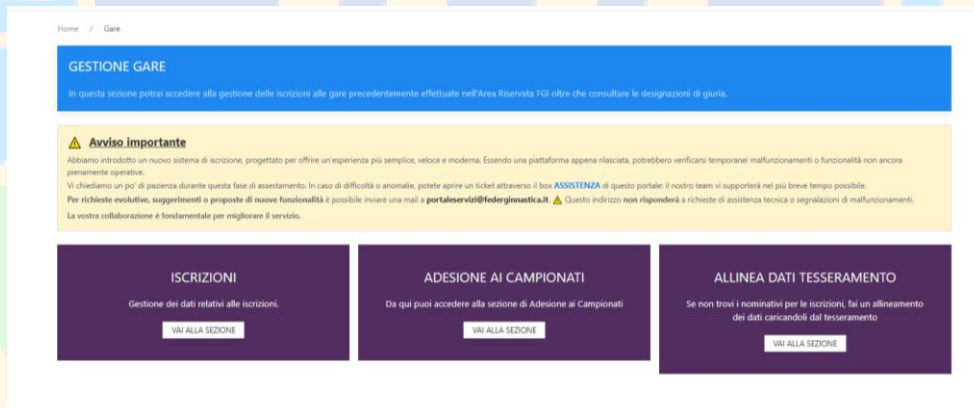 Home / Gare
GESTIONE GARE
In questa sezione potrai accedere alla gestione delle iscrizioni alle gare precedentemente effettuate nell'Area Riservata FGI oltre che consultare le designazioni di giuria.
Avviso importante
Abbiamo introdotto un nuovo sistema di iscrizione, progettato per offrire un'esperienza più semplice, veloce e moderna. Essendo una piattaforma appena rilasciata, potrebbero verificarsi temporanei malfunzionamenti o funzionalità non ancora
pienamente operative.
Vi chiediamo un po' di pazienza durante questa fase di assestamento. In caso di difficoltà o anomalie, potete aprire un ticket attraverso il box ASSISTENZA di questo portale: il nostro team vi supporterà nel più breve tempo possibile.
Per richieste evolutive, suggerimenti o proposte di nuove funzionalità è possibile inviare una mail a portaleservizi@federginnastica.it. ⚠ Questo indirizzo non risponderà a richieste di assistenza tecnica o segnalazioni di malfunzionamenti.
La vostra collaborazione è fondamentale per migliorare il servizio.
ISCRIZIONI
Gestione dei dati relativi alle iscrizioni.
VAI ALLA SEZIONE
ADESIONE AI CAMPIONATI
Da qui puoi accedere alla sezione di Adesione ai Campionati
VAI ALLA SEZIONE
ALLINEA DATI TESSERAMENTO
Se non trovi i nominativi per le iscrizioni, fai un allineamento
dei dati caricandoli dal tesseramento
VAI ALLA SEZIONE